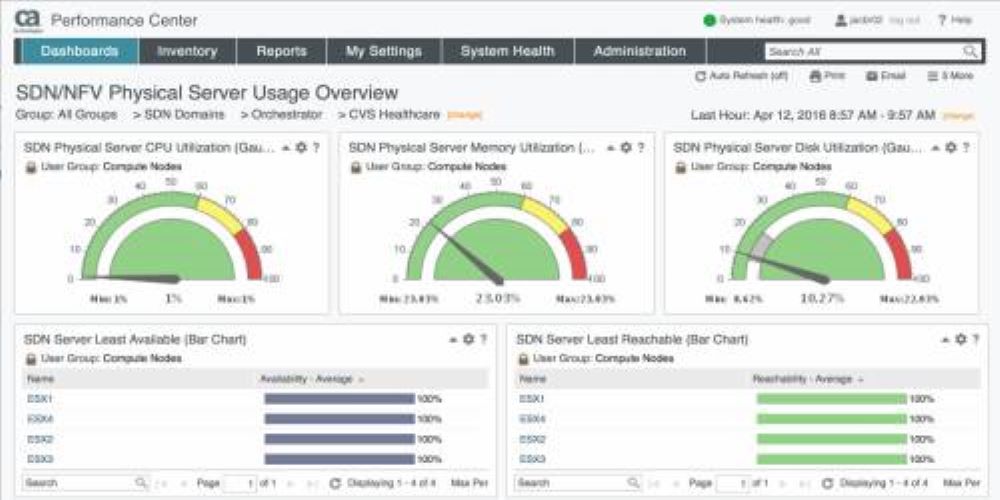 ca Performance Center
System health: good
jacbr02 log out
? Help
Dashboards Inventory Reports My Settings System Health Administration
Search All
Auto Refresh (off) Print Email 5 More
SDN/NFV Physical Server Usage Overview
Group: All Groups > SDN Domains > Orchestrator > CVS Healthcare (change)
Last Hour: Apr 12, 2016 8:57 AM - 9:57 AM (change)
SDN Physical Server CPU Utilization (Gau... ?
User Group: Compute Nodes
0 10 20 30 40 50 60 70 80 90 100
Min: 1% 1% Max: 1%
SDN Physical Server Memory Utilization (... ?
User Group: Compute Nodes
0 10 20 30 40 50 60 70 80 90 100
Min: 23.03% 23.03% Max: 23.03%
SDN Physical Server Disk Utilization (Gau... ?
User Group: Compute Nodes
0 10 20 30 40 50 60 70 80 90 100
Min: 8.62% 10.27% Max: 22.03%
SDN Server Least Available (Bar Chart) ?
User Group: Compute Nodes
Name Availability - Average
ESX1 100%
ESX4 100%
ESX2 100%
ESX3 100%
Search Page 1 of 1 Displaying 1 - 4 of 4 Max Per
SDN Server Least Reachable (Bar Chart) ?
User Group: Compute Nodes
Name Reachability - Average
ESX1 100%
ESX4 100%
ESX2 100%
ESX3 100%
Search Page 1 of 1 Displaying 1 - 4 of 4 Max Per